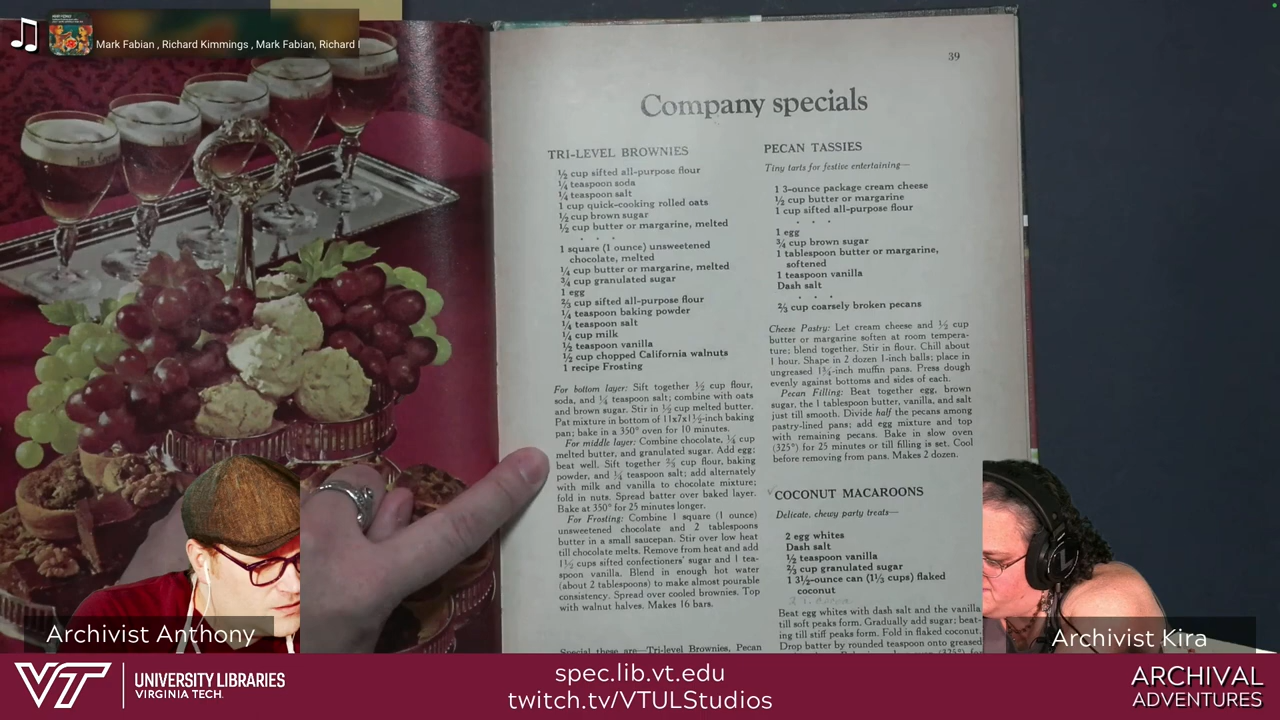 Mark Fabian , Richard Kimmings , Mark Fabian, Richard
39
Company specials
TRI-LEVEL BROWNIES
½ cup sifted all-purpose flour
¼ teaspoon soda
¼ teaspoon salt
1 cup quick-cooking rolled oats
½ cup brown sugar
½ cup butter or margarine, melted
. . .
1 square (1 ounce) unsweetened
chocolate, melted
¼ cup butter or margarine, melted
¾ cup granulated sugar
1 egg
⅔ cup sifted all-purpose flour
¼ teaspoon baking powder
¼ teaspoon salt
¼ cup milk
½ teaspoon vanilla
½ cup chopped California walnuts
1 recipe Frosting
For bottom layer: Sift together ½ cup flour,
soda, and ¼ teaspoon salt; combine with oats
and brown sugar. Stir in ½ cup melted butter.
Pat mixture in bottom of 11x7x1½-inch baking
pan; bake in a 350° oven for 10 minutes.
For middle layer: Combine chocolate, ¼ cup
melted butter, and granulated sugar. Add egg;
beat well. Sift together ⅔ cup flour, baking
powder, and ¼ teaspoon salt; add alternately
with milk and vanilla to chocolate mixture;
fold in nuts. Spread batter over baked layer.
Bake at 350° for 25 minutes longer.
For Frosting: Combine 1 square (1 ounce)
unsweetened chocolate and 2 tablespoons
butter in a small saucepan. Stir over low heat
till chocolate melts. Remove from heat and add
1½ cups sifted confectioners' sugar and 1 tea-
spoon vanilla. Blend in enough hot water
(about 2 tablespoons) to make almost pourable
consistency. Spread over cooled brownies. Top
with walnut halves. Makes 16 bars.
Special these are—Tri-level Brownies, Pecan
PECAN TASSIES
Tiny tarts for festive entertaining—
1 3-ounce package cream cheese
½ cup butter or margarine
1 cup sifted all-purpose flour
. . .
1 egg
¾ cup brown sugar
1 tablespoon butter or margarine,
softened
1 teaspoon vanilla
Dash salt
. . .
⅔ cup coarsely broken pecans
Cheese Pastry: Let cream cheese and ½ cup
butter or margarine soften at room tempera-
ture; blend together. Stir in flour. Chill about
1 hour. Shape in 2 dozen 1-inch balls; place in
ungreased 1¾-inch muffin pans. Press dough
evenly against bottoms and sides of each.
Pecan Filling: Beat together egg, brown
sugar, the 1 tablespoon butter, vanilla, and salt
just till smooth. Divide half the pecans among
pastry-lined pans; add egg mixture and top
with remaining pecans. Bake in slow oven
(325°) for 25 minutes or till filling is set. Cool
before removing from pans. Makes 2 dozen.
COCONUT MACAROONS
Delicate, chewy party treats—
2 egg whites
Dash salt
½ teaspoon vanilla
⅔ cup granulated sugar
1 3½-ounce can (1⅓ cups) flaked
coconut
Beat egg whites with dash salt and the vanilla
till soft peaks form. Gradually add sugar; beat-
ing till stiff peaks form. Fold in flaked coconut.
Drop batter by rounded teaspoon onto greased
Archivist Anthony
Archivist Kira
VT
UNIVERSITY LIBRARIES
VIRGINIA TECH.
spec.lib.vt.edu
twitch.tv/VTULStudios
ARCHIVAL
ADVENTURES